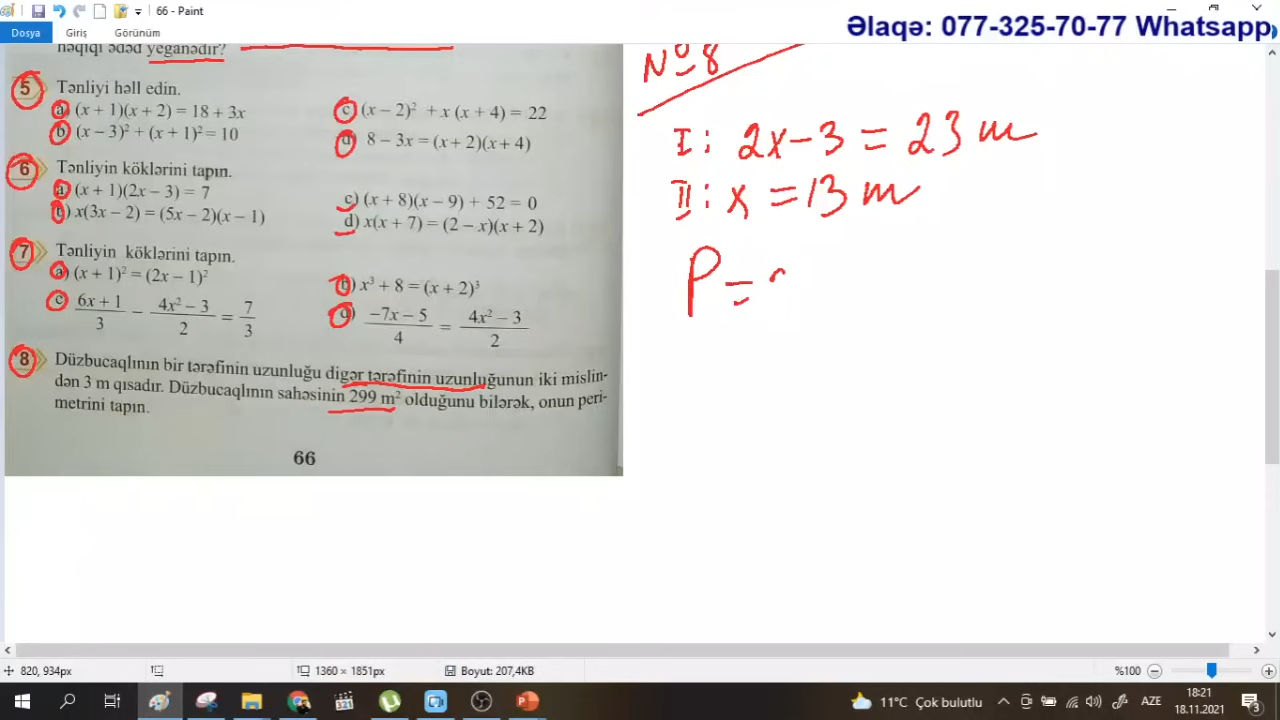 66 - Paint
Əlaqə: 077-325-70-77 Whatsapp
Dosya Giriş Görünüm
həqiqi ədəd yeganədir?
5 Tənliyi həll edin.
a) (x + 1)(x + 2) = 18 + 3x
c) (x – 2)² + x (x + 4) = 22
b) (x – 3)² + (x + 1)² = 10
d) 8 – 3x = (x + 2)(x + 4)
6 Tənliyin köklərini tapın.
a) (x + 1)(2x – 3) = 7
c) (x + 8)(x – 9) + 52 = 0
b) x(3x – 2) = (5x – 2)(x – 1)
d) x(x + 7) = (2 – x)(x + 2)
7 Tənliyin köklərini tapın.
a) (x + 1)² = (2x – 1)²
b) x³ + 8 = (x + 2)³
c) (6x + 1)/3 – (4x² – 3)/2 = 7/3
d) (–7x – 5)/4 = (4x² – 3)/2
8 Düzbucaqlının bir tərəfinin uzunluğu digər tərəfinin uzunluğunun iki mislin-
dən 3 m qısadır. Düzbucaqlının sahəsinin 299 m² olduğunu bilərək, onun peri-
metrini tapın.
66
№8
I: 2x – 3 = 23 m
II: x = 13 m
P =
820, 934px
1360 × 1851px
Boyut: 207,4KB
%100
11°C Çok bulutlu
AZE
18:21
18.11.2021
3